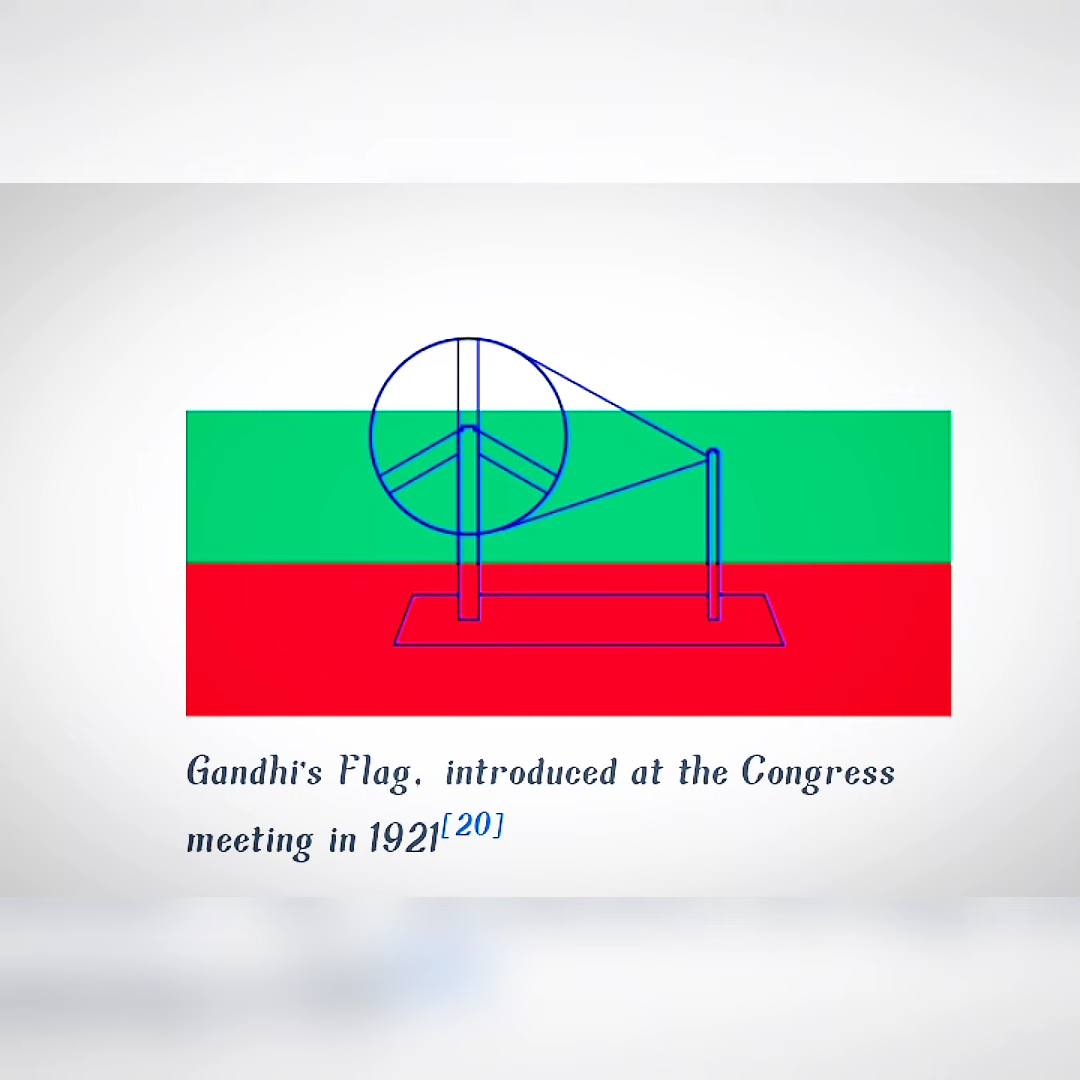 Gandhi's Flag, introduced at the Congress
meeting in 1921[20]